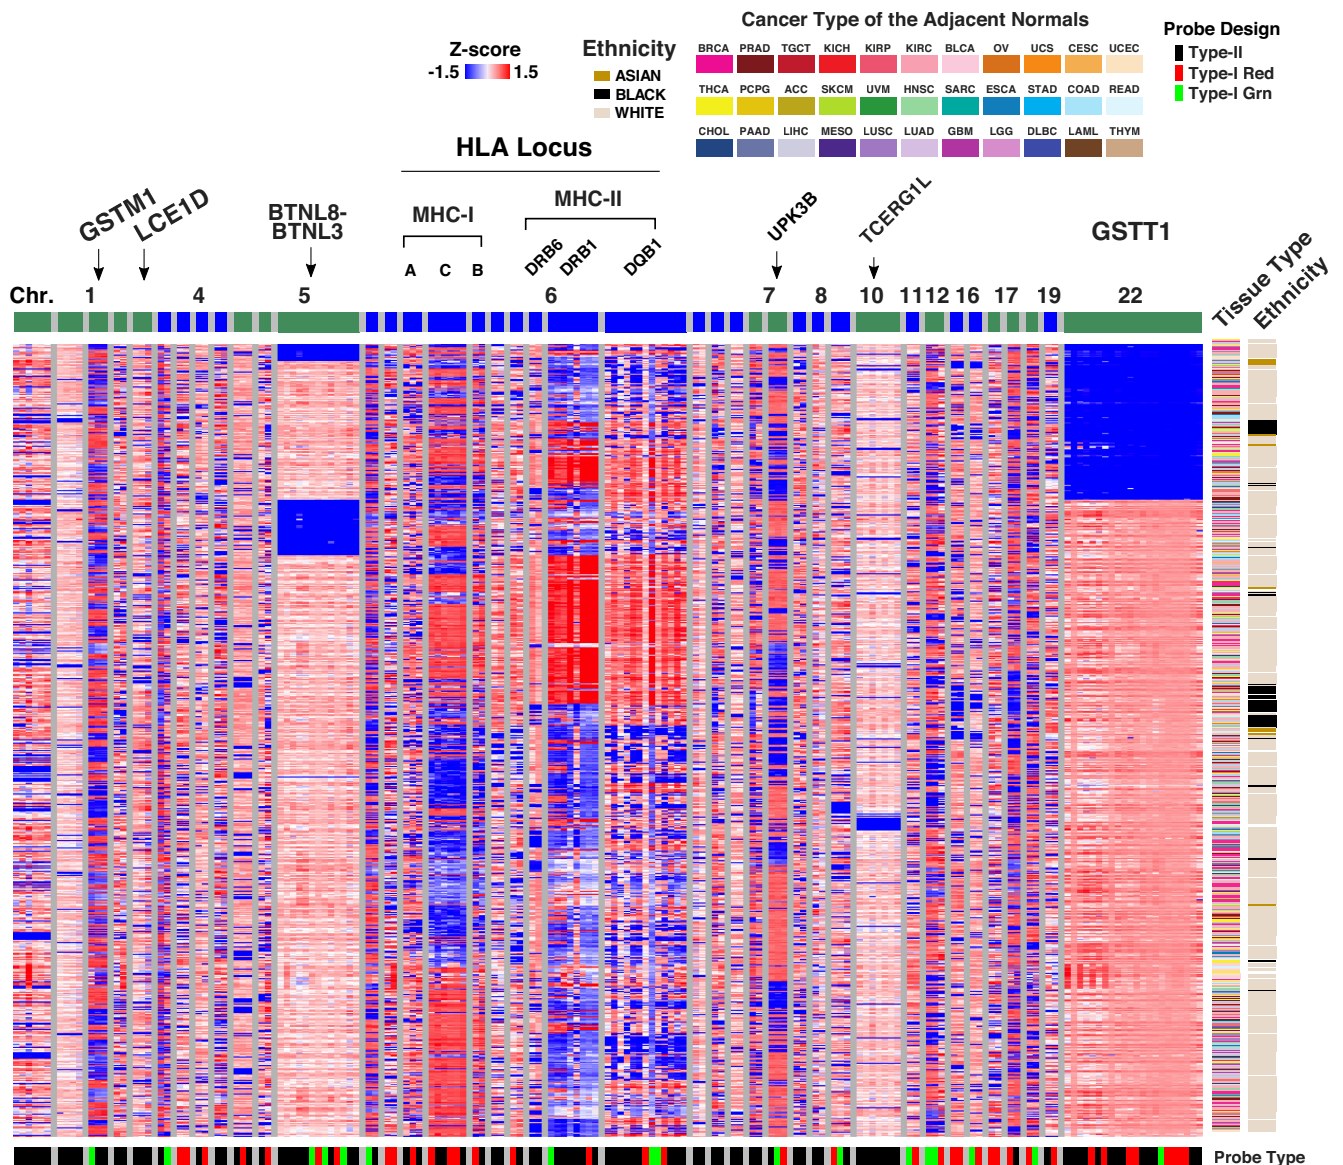 Cancer Type of the Adjacent Normals
Z-score
-1.5 1.5
Ethnicity
ASIAN
BLACK
WHITE
BRCA PRAD TGCT KICH KIRP KIRC BLCA OV UCS CESC UCEC
THCA PCPG ACC SKCM UVM HNSC SARC ESCA STAD COAD READ
CHOL PAAD LIHC MESO LUSC LUAD GBM LGG DLBC LAML THYM
Probe Design
Type-II
Type-I Red
Type-I Grn
HLA Locus
GSTM1
LCE1D
BTNL8-
BTNL3
MHC-I
A C B
MHC-II
DRB6
DRB1
DQB1
UPK3B
TCERG1L
GSTT1
Tissue Type
Ethnicity
Chr. 1 4 5 6 7 8 10 11 12 16 17 19 22
Probe Type